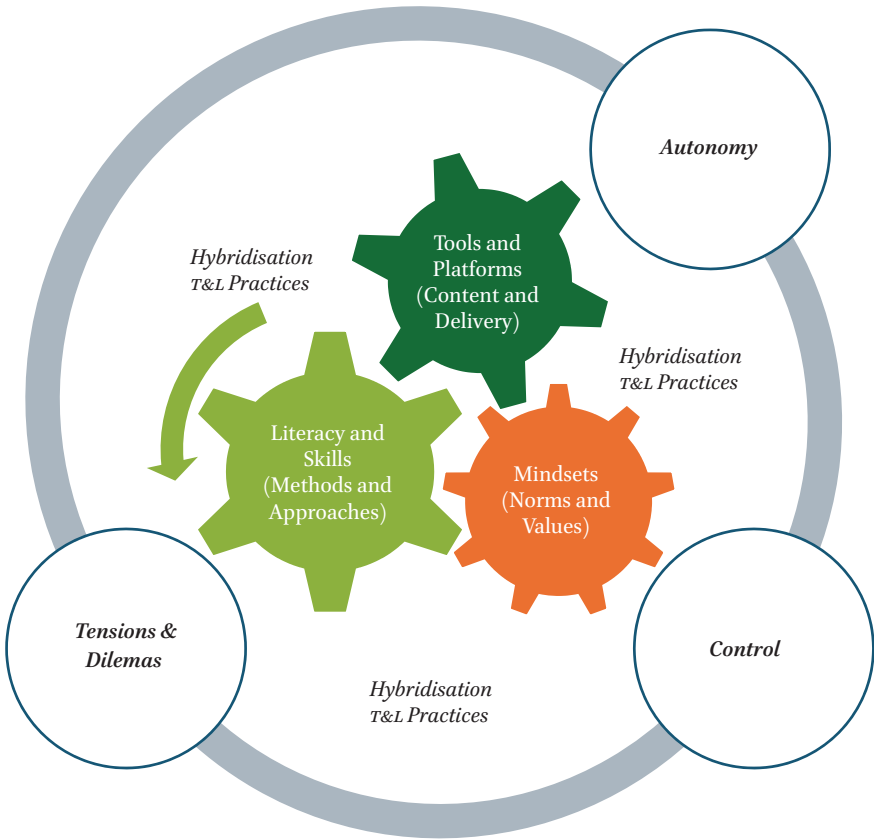 Autonomy
Tools and
Platforms
(Content and
Delivery)
Hybridisation
T&L Practices
Hybridisation
T&L Practices
Literacy and
Skills
(Methods and
Approaches)
Mindsets
(Norms and
Values)
Tensions &
Dilemas
Control
Hybridisation
T&L Practices